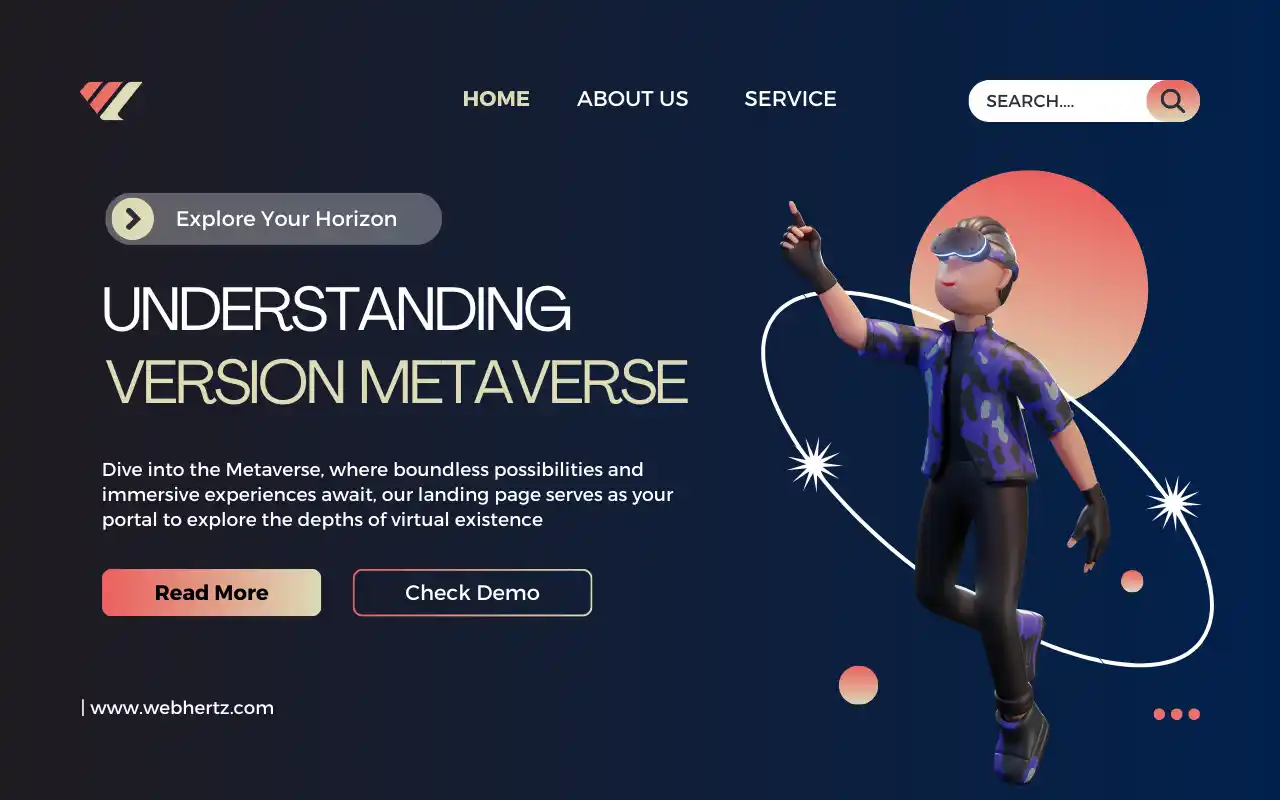 HOME ABOUT US SERVICE SEARCH....
Explore Your Horizon
UNDERSTANDING
VERSION METAVERSE
Dive into the Metaverse, where boundless possibilities and
immersive experiences await, our landing page serves as your
portal to explore the depths of virtual existence
Read More Check Demo
| www.webhertz.com